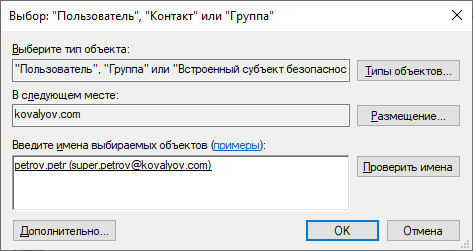 Выбор: "Пользователь", "Контакт" или "Группа"
Выберите тип объекта:
"Пользователь", "Группа" или "Встроенный субъект безопаснос
Типы объектов...
В следующем месте:
kovalyov.com
Размещение...
Введите имена выбираемых объектов (примеры):
petrov.petr (super.petrov@kovalyov.com)
Проверить имена
Дополнительно...
OK
Отмена